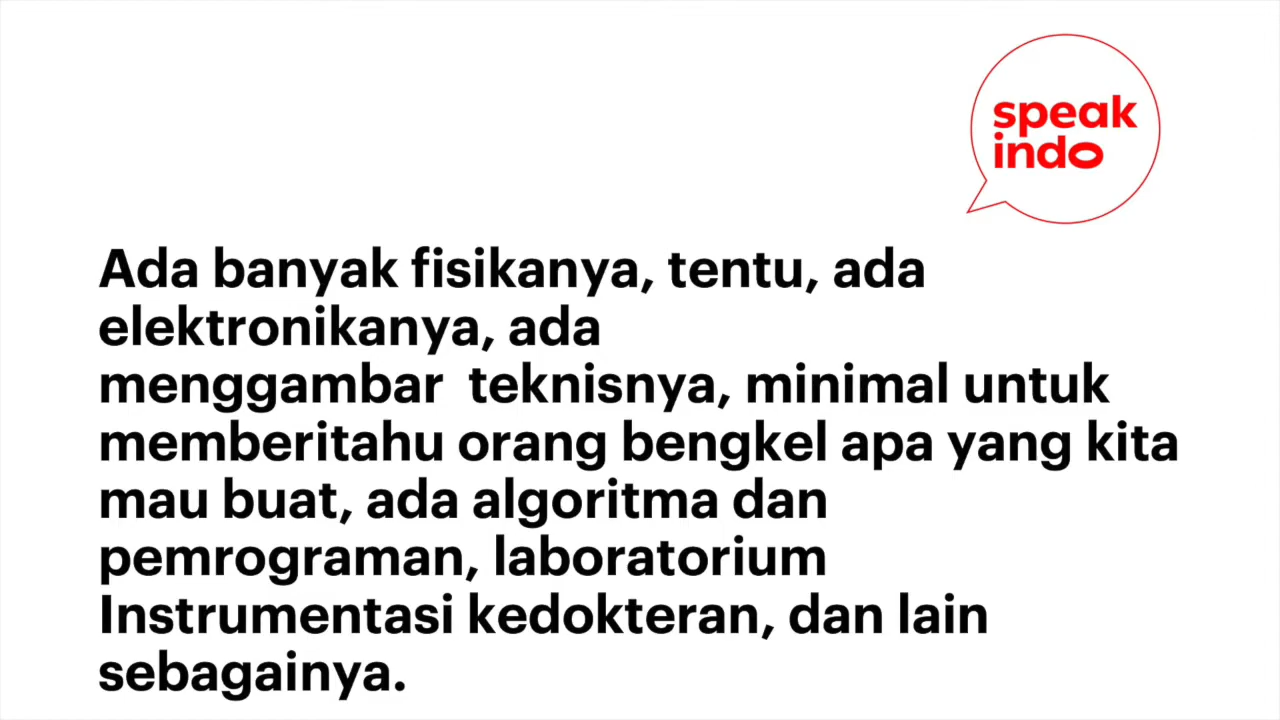 speak
indo
Ada banyak fisikanya, tentu, ada
elektronikanya, ada
menggambar  teknisnya, minimal untuk
memberitahu orang bengkel apa yang kita
mau buat, ada algoritma dan
pemrograman, laboratorium
Instrumentasi kedokteran, dan lain
sebagainya.